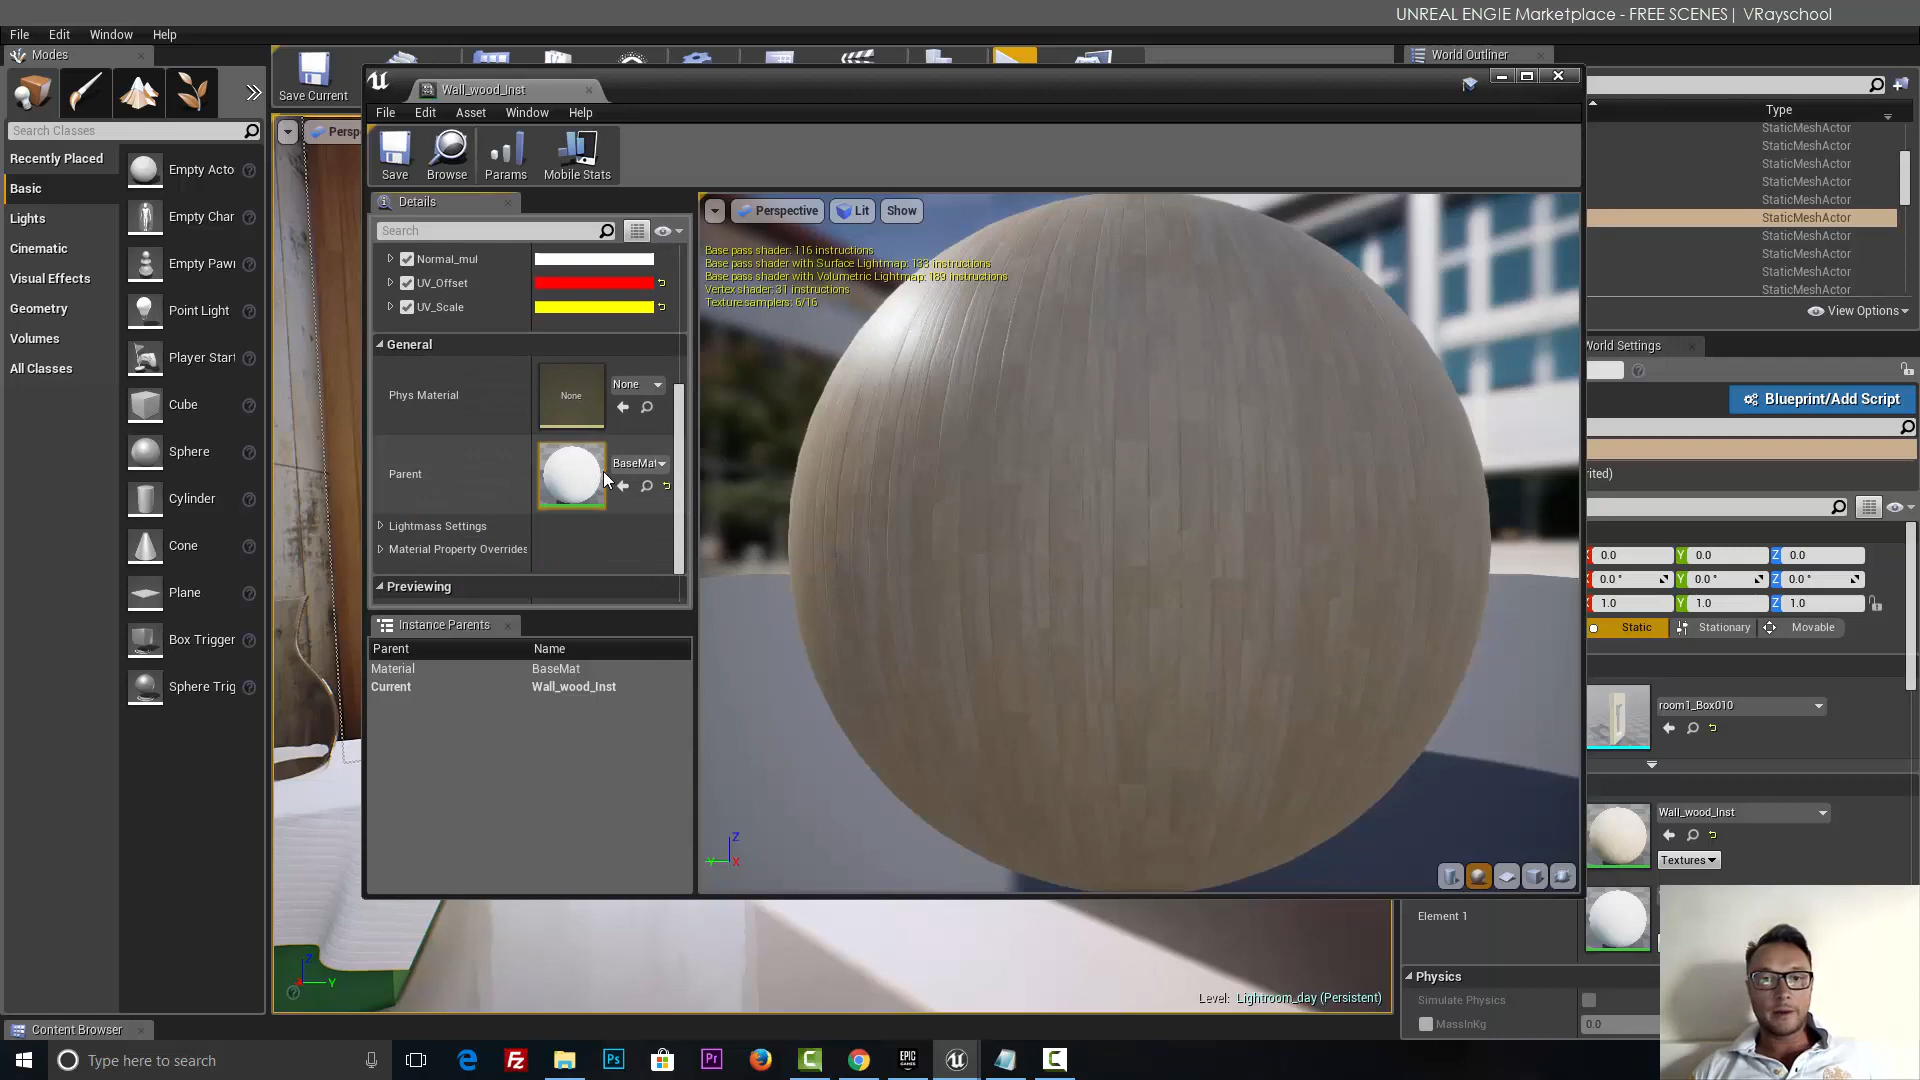 UNREAL ENGIE Marketplace - FREE SCENES| VRayschool
File Edit Window Help
Modes
World Outliner
Save Current
Wall_wood_Inst
File Edit Asset Window Help
Search Classes
Type
Recently Placed
Basic
Lights
Cinematic
Visual Effects
Geometry
Volumes
All Classes
Empty Acto
Empty Char
Empty Pawn
Point Light
Player Start
Cube
Sphere
Cylinder
Cone
Plane
Box Trigger
Sphere Trig
Persp
Save
Browse
Params
Mobile Stats
Details
Search
Normal_mul
UV_Offset
UV_Scale
General
Phys Material
None
None
Parent
BaseMat
Lightmass Settings
Material Property Overrides
Previewing
Instance Parents
Parent Name
Material BaseMat
Current Wall_wood_Inst
Perspective
Lit
Show
Base pass shader: 116 instructions
Base pass shader with Surface Lightmap: 133 instructions
Base pass shader with Volumetric Lightmap: 189 instructions
Vertex shader: 31 instructions
Texture samplers: 6/16
Z
Y X
StaticMeshActor
StaticMeshActor
StaticMeshActor
StaticMeshActor
StaticMeshActor
StaticMeshActor
StaticMeshActor
StaticMeshActor
StaticMeshActor
StaticMeshActor
View Options
World Settings
Blueprint/Add Script
rited)
X 0.0 Y 0.0 Z 0.0
X 0.0 ° Y 0.0 ° Z 0.0 °
X 1.0 Y 1.0 Z 1.0
Static Stationary Movable
room1_Box010
Wall_wood_Inst
Textures
Element 1
Physics
Simulate Physics
MassInKg 0.0
Z
Y
Level: Lightroom_day (Persistent)
Content Browser
Type here to search
Ps
Pr
EPIC GAMES